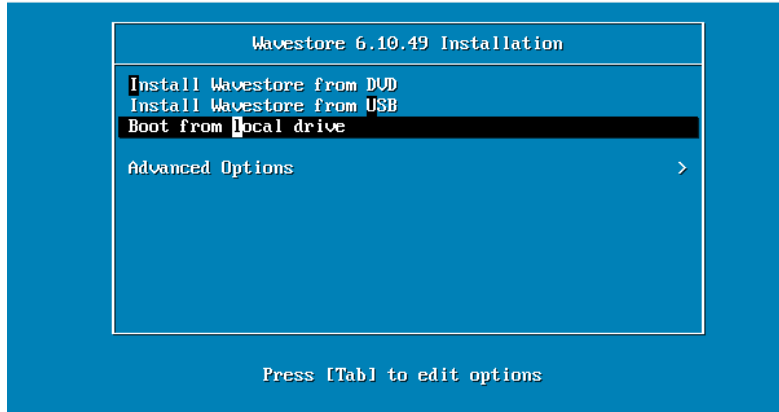 Wavestore 6.10.49 Installation
Install Wavestore from DVD
Install Wavestore from USB
Boot from local drive
Advanced Options >
Press [Tab] to edit options